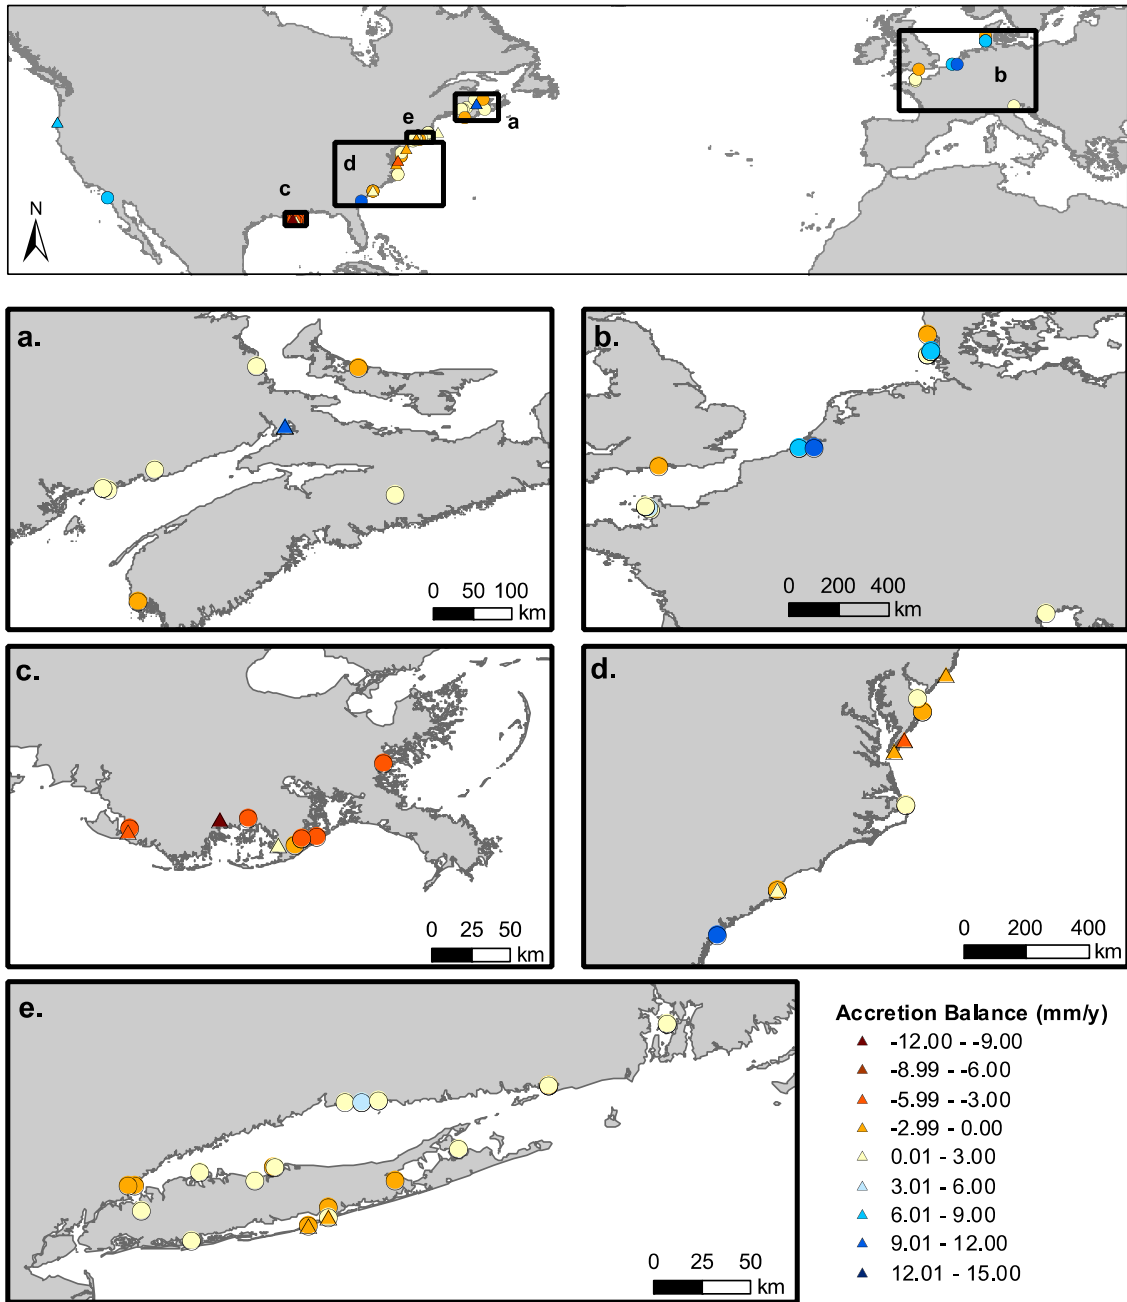 b
a
e
d
c
N
a.
0 50 100
km
b.
0 200 400
km
c.
0 25 50
km
d.
0 200 400
km
e.
0 25 50
km
Accretion Balance (mm/y)
-12.00 - -9.00
-8.99 - -6.00
-5.99 - -3.00
-2.99 - 0.00
0.01 - 3.00
3.01 - 6.00
6.01 - 9.00
9.01 - 12.00
12.01 - 15.00